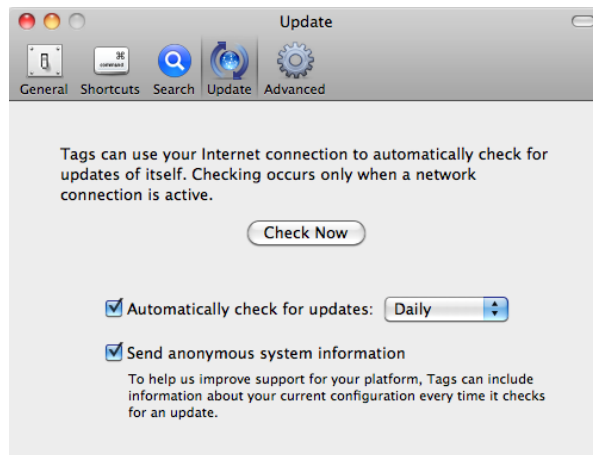 Update
⌘
command
General Shortcuts Search Update Advanced
Tags can use your Internet connection to automatically check for
updates of itself. Checking occurs only when a network
connection is active.
Check Now
Automatically check for updates: Daily
Send anonymous system information
To help us improve support for your platform, Tags can include
information about your current configuration every time it checks
for an update.